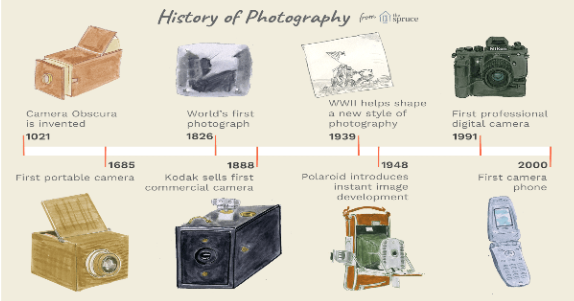 History of Photography from the spruce
Camera Obscura
is invented
1021
World's first
photograph
1826
WWII helps shape
a new style of
photography
1939
First professional
digital camera
1991
1685
First portable camera
1888
Kodak sells first
commercial camera
1948
Polaroid introduces
instant image
development
2000
First camera
phone
Nikon